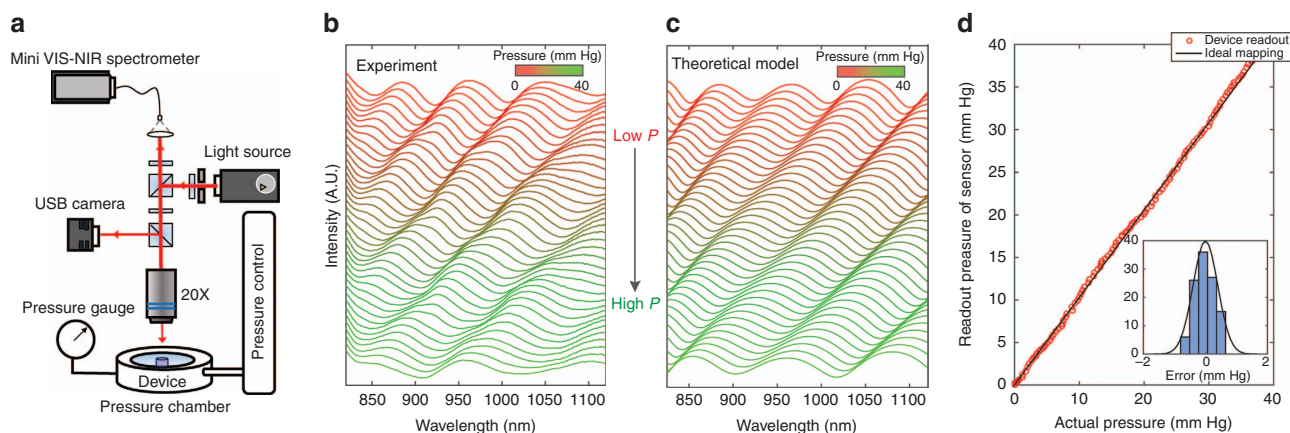 a
Mini VIS-NIR spectrometer
Light source
USB camera
20X
Pressure gauge
Pressure control
Device
Pressure chamber
b
Experiment
Pressure (mm Hg)
0
40
Intensity (A.U.)
850 900 950 1000 1050 1100
Wavelength (nm)
Low P
High P
c
Theoretical model
Pressure (mm Hg)
0
40
850 900 950 1000 1050 1100
Wavelength (nm)
d
Device readout
Ideal mapping
Readout preasure of sensor (mm Hg)
40
35
30
25
20
15
10
5
0
0 10 20 30 40
Actual pressure (mm Hg)
40
30
20
10
0
−2 0 2
Error (mm Hg)